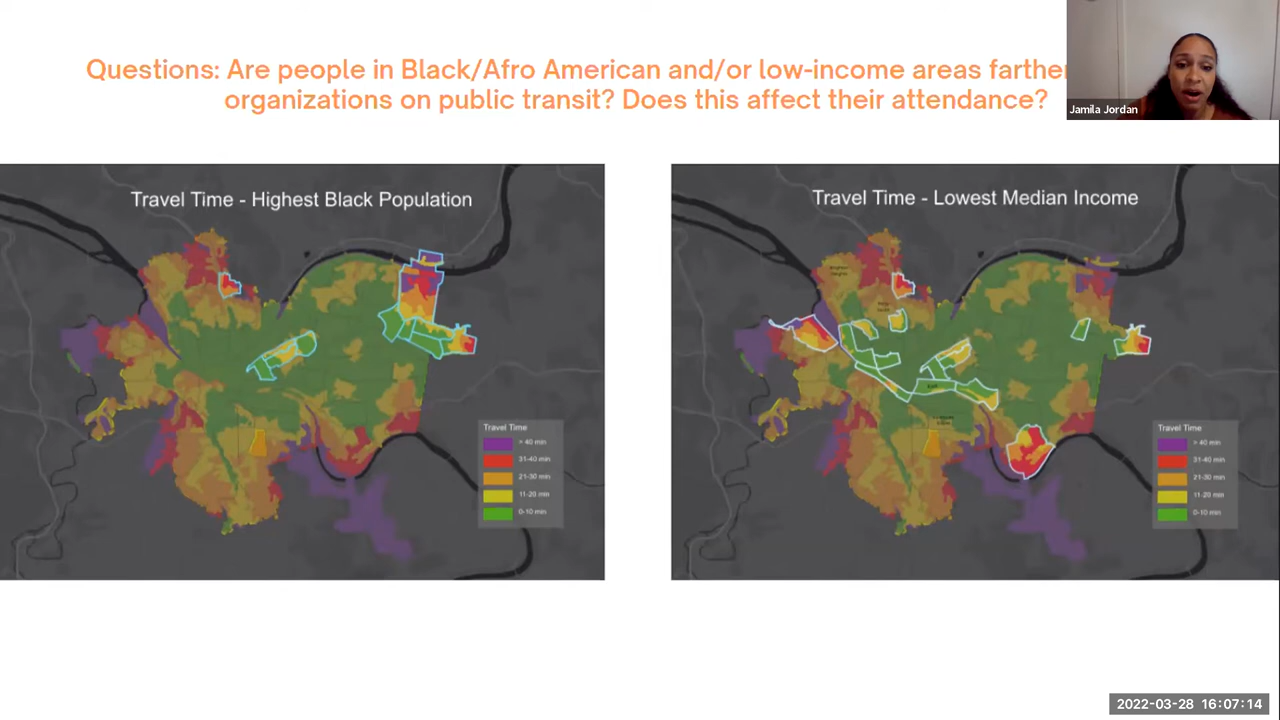 Questions: Are people in Black/Afro American and/or low-income areas farther
organizations on public transit? Does this affect their attendance?
Jamila Jordan
Travel Time - Highest Black Population
Travel Time
> 40 min
31-40 min
21-30 min
11-20 min
0-10 min
Travel Time - Lowest Median Income
Travel Time
> 40 min
31-40 min
21-30 min
11-20 min
0-10 min
2022-03-28 16:07:14